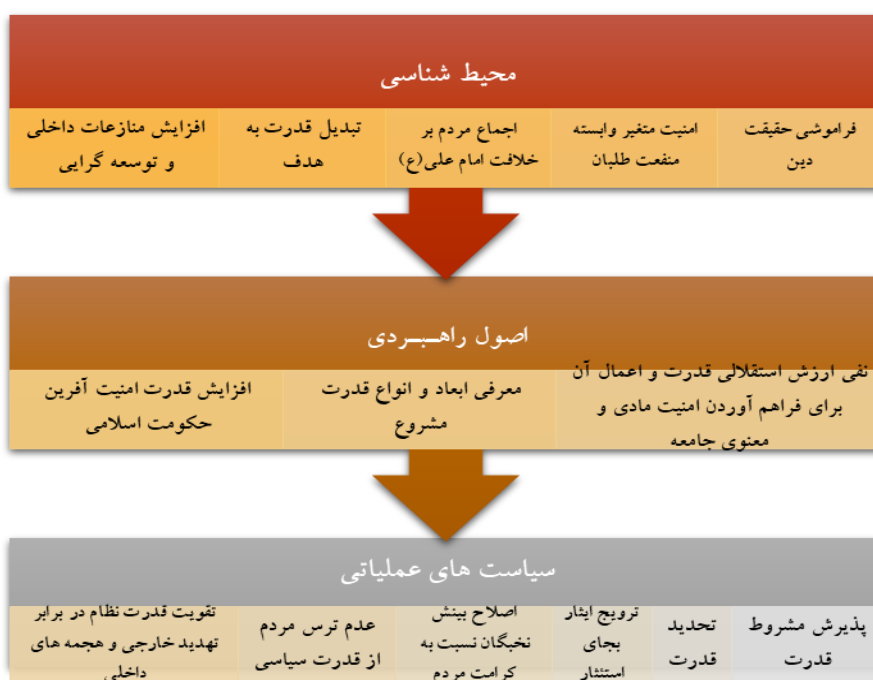 محیط شناسی
فراموشی حقیقت
دین
امنیت متغیر وابسته
منفعت طلبان
اجماع مردم بر
خلافت امام علی(ع)
تبدیل قدرت به
هدف
افزایش منازعات داخلی
و توسعه گرایی
اصول راهـبـردی
نفی ارزش استقلالی قدرت و اعمال آن
برای فراهم آوردن امنیت مادی و
معنوی جامعه
معرفی ابعاد و انواع قدرت
مشروع
افزایش قدرت امنیت آفرین
حکومت اسلامی
سیاست های عملیاتی
پذیرش مشروط
قدرت
تحدید
قدرت
ترویج ایثار
بجای
استئثار
اصلاح بینش
نخبگان نسبت به
کرامت مردم
عدم ترس مردم
از قدرت سیاسی
تقویت قدرت نظام در برابر
تهدید خارجی و هجمه های
داخلی